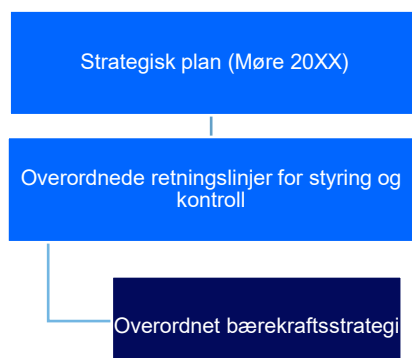 Strategisk plan (Møre 20XX)
Overordnede retningslinjer for styring og
kontroll
Overordnet bærekraftsstrategi